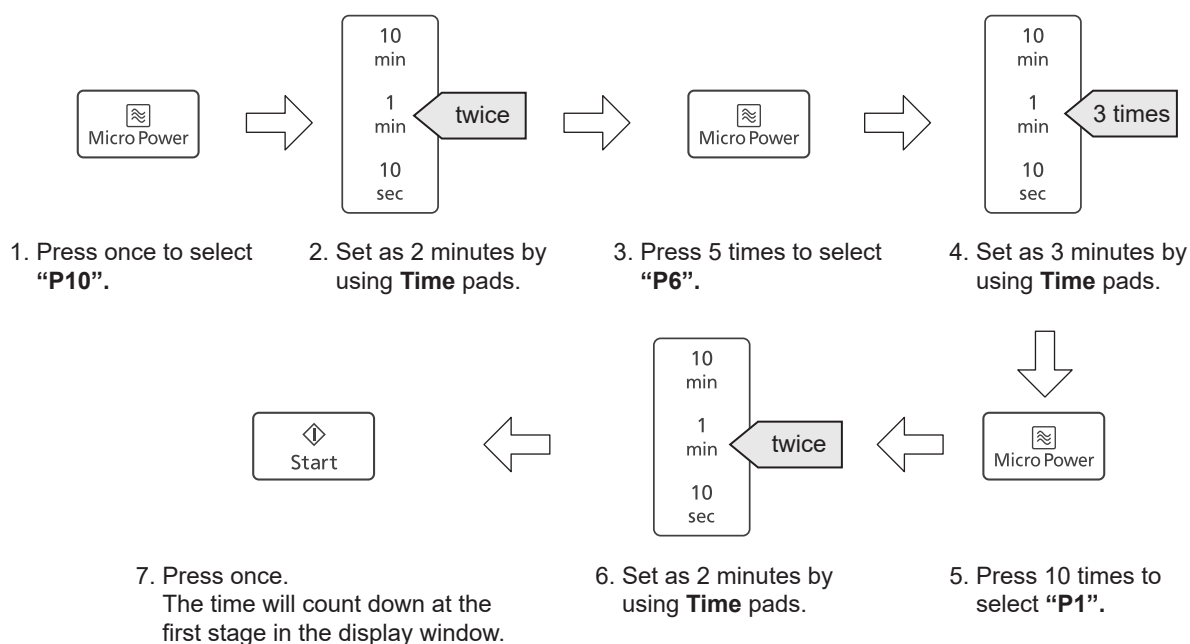 Micro Power
10
min
1
min
10
sec
twice
Micro Power
10
min
1
min
10
sec
3 times
1. Press once to select
“P10”.
2. Set as 2 minutes by
using Time pads.
3. Press 5 times to select
“P6”.
4. Set as 3 minutes by
using Time pads.
Micro Power
5. Press 10 times to
select “P1”.
10
min
1
min
10
sec
twice
6. Set as 2 minutes by
using Time pads.
Start
7. Press once.
The time will count down at the
first stage in the display window.